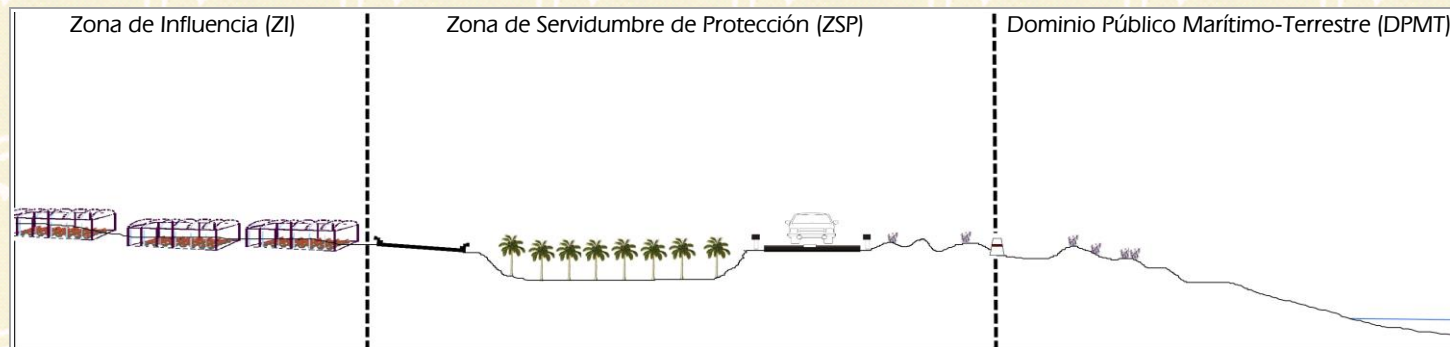 Zona de Influencia (ZI)
Zona de Servidumbre de Protección (ZSP)
Dominio Público Marítimo-Terrestre (DPMT)